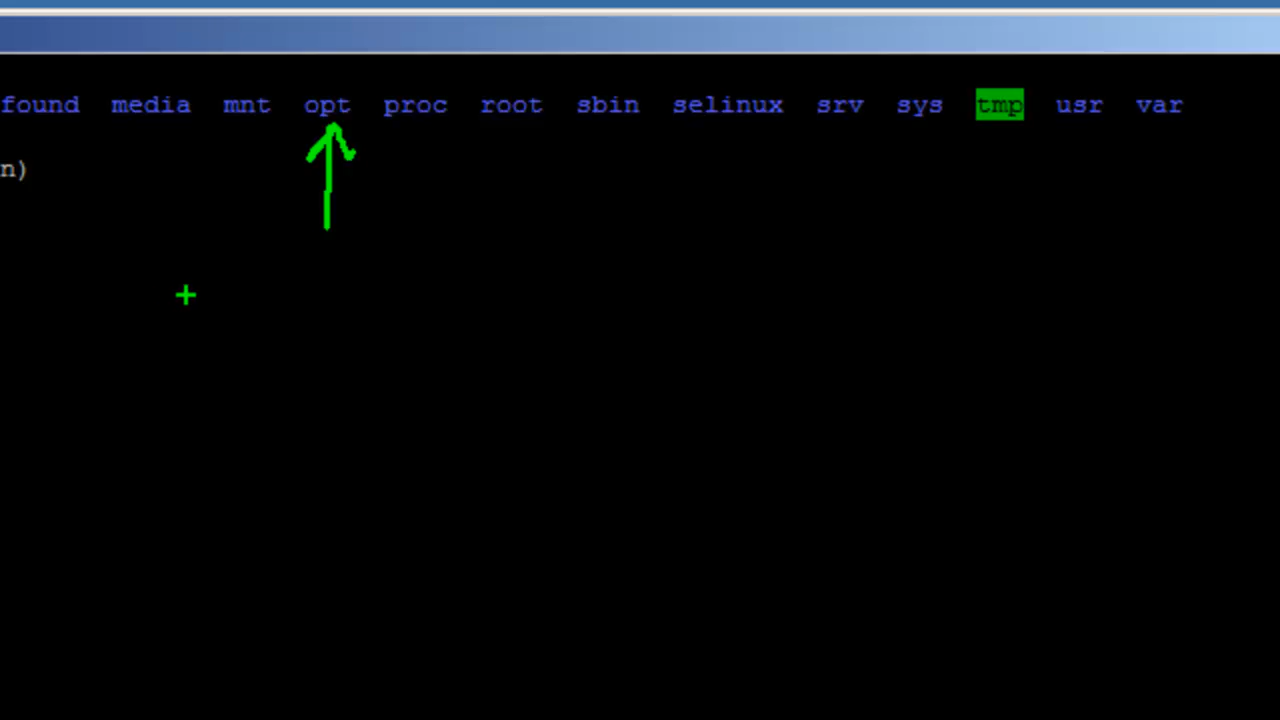 found media mnt opt proc root sbin selinux srv sys tmp usr var
n)